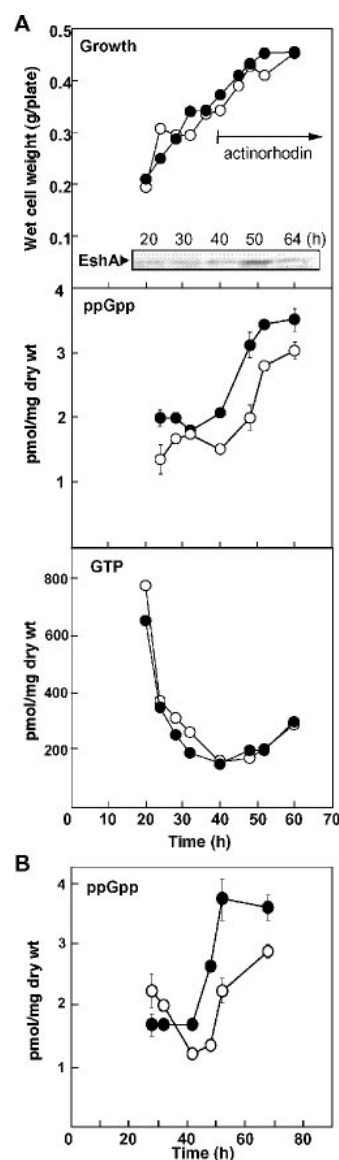 A
Growth
Wet cell weight (g/plate)
0.5
0.4
0.3
0.2
0.1
actinorhodin
20 30 40 50 64 (h)
EshA
ppGpp
pmol/mg dry wt
4
3
2
1
GTP
pmol/mg dry wt
800
600
400
200
0 10 20 30 40 50 60 70
Time (h)
B
ppGpp
pmol/mg dry wt
4
3
2
1
0 20 40 60 80
Time (h)